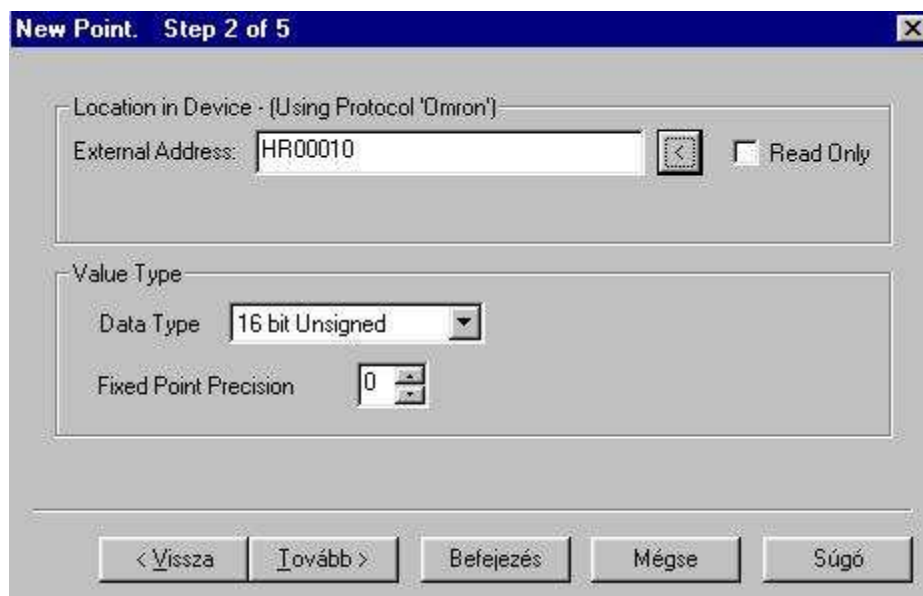 New Point. Step 2 of 5
Location in Device - (Using Protocol 'Omron')
External Address: HR00010 < Read Only
Value Type
Data Type 16 bit Unsigned
Fixed Point Precision 0
< Vissza Tovább > Befejezés Mégse Súgó